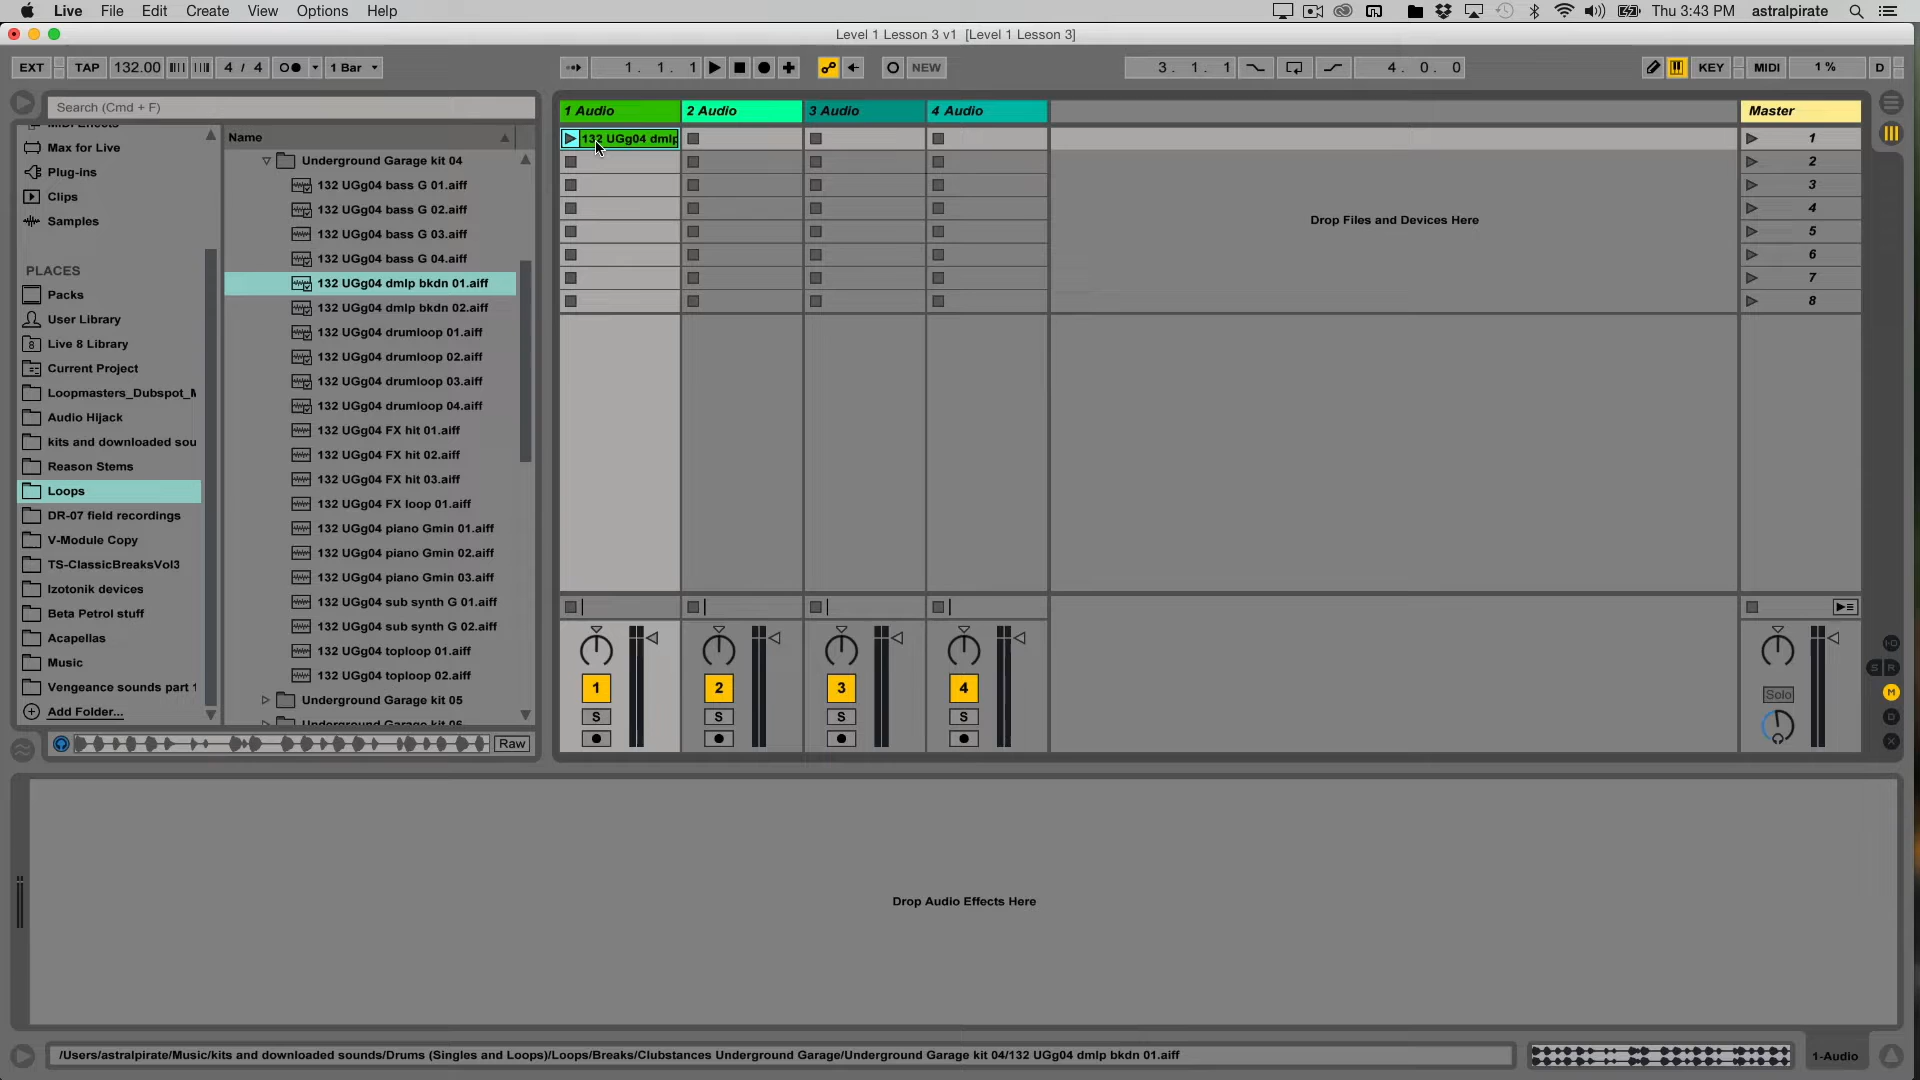 Live File Edit Create View Options Help
Thu 3:43 PM astralpirate
Level 1 Lesson 3 v1 [Level 1 Lesson 3]
EXT TAP 132.00 4 / 4 1 Bar 1. 1. 1 NEW 3. 1. 1 4. 0. 0 KEY MIDI 1 % D
Search (Cmd + F)
MIDI Effects
Max for Live
Plug-ins
Clips
Samples
PLACES
Packs
User Library
Live 8 Library
Current Project
Loopmasters_Dubspot_M
Audio Hijack
kits and downloaded sou
Reason Stems
Loops
DR-07 field recordings
V-Module Copy
TS-ClassicBreaksVol3
Izotonik devices
Beta Petrol stuff
Acapellas
Music
Vengeance sounds part 1
Add Folder...
Name
Underground Garage kit 04
132 UGg04 bass G 01.aiff
132 UGg04 bass G 02.aiff
132 UGg04 bass G 03.aiff
132 UGg04 bass G 04.aiff
132 UGg04 dmlp bkdn 01.aiff
132 UGg04 dmlp bkdn 02.aiff
132 UGg04 drumloop 01.aiff
132 UGg04 drumloop 02.aiff
132 UGg04 drumloop 03.aiff
132 UGg04 drumloop 04.aiff
132 UGg04 FX hit 01.aiff
132 UGg04 FX hit 02.aiff
132 UGg04 FX hit 03.aiff
132 UGg04 FX loop 01.aiff
132 UGg04 piano Gmin 01.aiff
132 UGg04 piano Gmin 02.aiff
132 UGg04 piano Gmin 03.aiff
132 UGg04 sub synth G 01.aiff
132 UGg04 sub synth G 02.aiff
132 UGg04 toploop 01.aiff
132 UGg04 toploop 02.aiff
Underground Garage kit 05
Underground Garage kit 06
Raw
1 Audio 2 Audio 3 Audio 4 Audio Master
132 UGg04 dmlp
1
2
3
4
5
6
7
8
Drop Files and Devices Here
1 2 3 4 Solo
S S S S
S R
M
D
X
Drop Audio Effects Here
/Users/astralpirate/Music/kits and downloaded sounds/Drums (Singles and Loops)/Loops/Breaks/Clubstances Underground Garage/Underground Garage kit 04/132 UGg04 dmlp bkdn 01.aiff
1-Audio